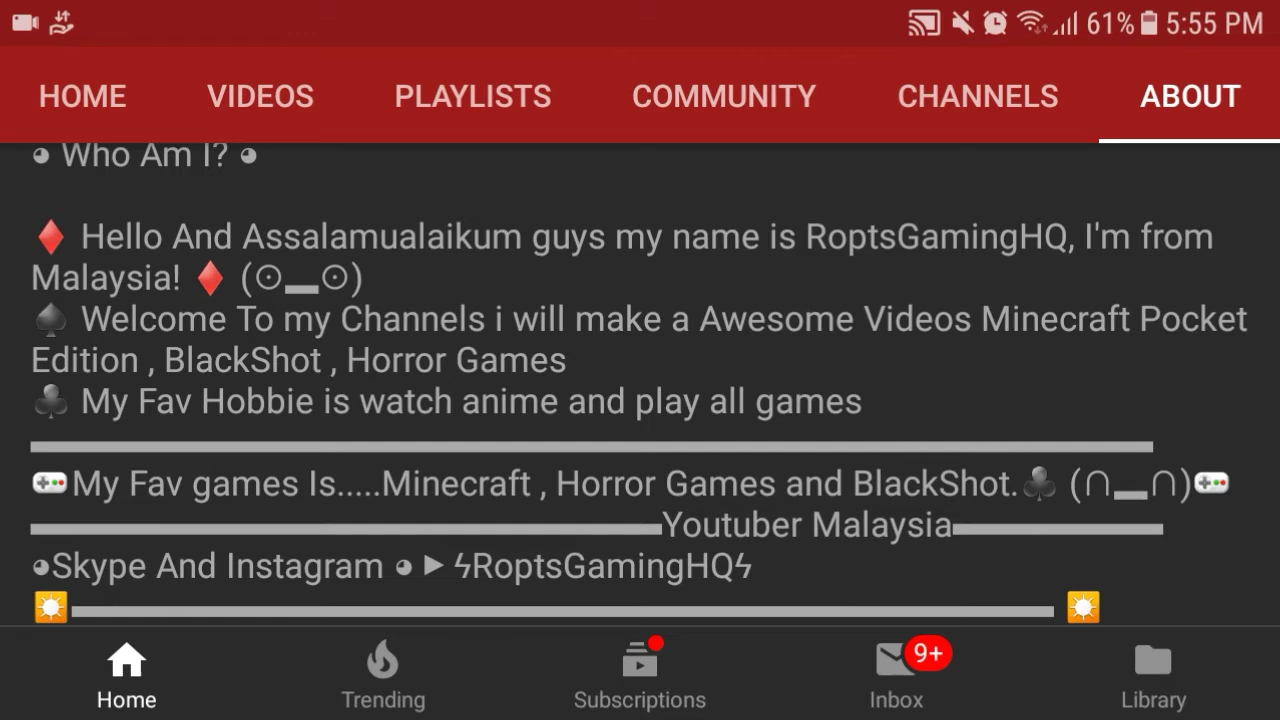 61% 5:55 PM
HOME VIDEOS PLAYLISTS COMMUNITY CHANNELS ABOUT
◕ Who Am I? ◕
♦ Hello And Assalamualaikum guys my name is RoptsGamingHQ, I'm from
Malaysia! ♦ (⊙▂⊙)
♠ Welcome To my Channels i will make a Awesome Videos Minecraft Pocket
Edition , BlackShot , Horror Games
♣ My Fav Hobbie is watch anime and play all games
🎮My Fav games Is.....Minecraft , Horror Games and BlackShot.♣ (∩▂∩)🎮
▬▬▬▬▬▬▬▬▬▬Youtuber Malaysia▬▬▬▬▬
◕Skype And Instagram ◕ ►ϟRoptsGamingHQϟ
9+
Home Trending Subscriptions Inbox Library